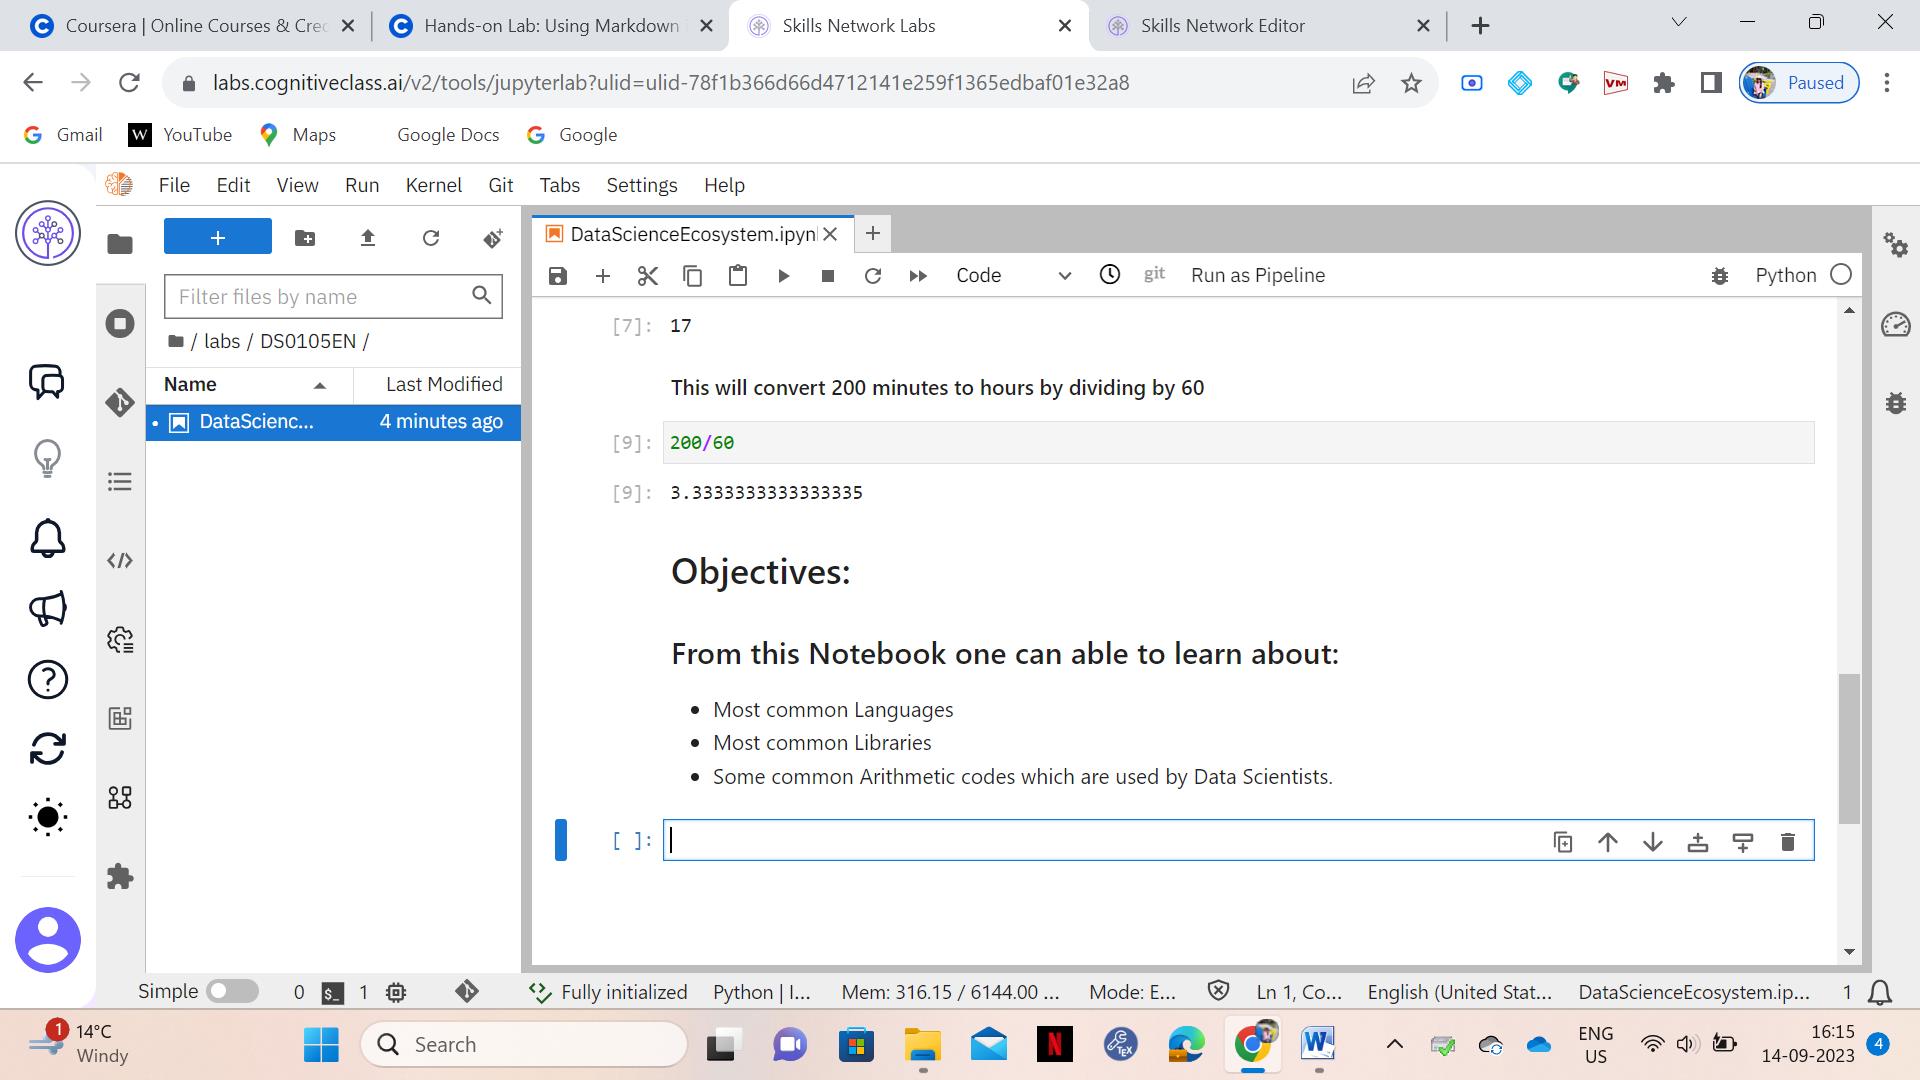 Coursera | Online Courses & Cre
Hands-on Lab: Using Markdown
Skills Network Labs
Skills Network Editor
labs.cognitiveclass.ai/v2/tools/jupyterlab?ulid=ulid-78f1b366d66d4712141e259f1365edbaf01e32a8
VM
Paused
Gmail
W YouTube
Maps
Google Docs
Google
File Edit View Run Kernel Git Tabs Settings Help
DataScienceEcosystem.ipyn
Filter files by name
Code
git
Run as Pipeline
Python
/ labs / DS0105EN /
Name
Last Modified
DataScienc...
4 minutes ago
[7]: 17
This will convert 200 minutes to hours by dividing by 60
[9]: 200/60
[9]: 3.3333333333333335
Objectives:
From this Notebook one can able to learn about:
• Most common Languages
• Most common Libraries
• Some common Arithmetic codes which are used by Data Scientists.
[ ]:
Simple
0
$_
1
Fully initialized
Python | I...
Mem: 316.15 / 6144.00 ...
Mode: E...
Ln 1, Co...
English (United Stat...
DataScienceEcosystem.ip...
1
1
14°C
Windy
Search
N
TEX
W
ENG
US
16:15
14-09-2023
4